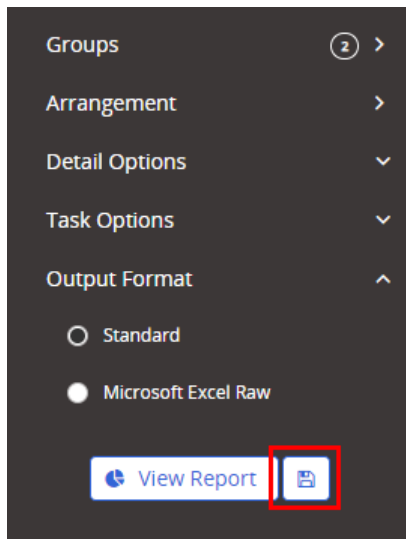 Groups 2
Arrangement
Detail Options
Task Options
Output Format
Standard
Microsoft Excel Raw
View Report